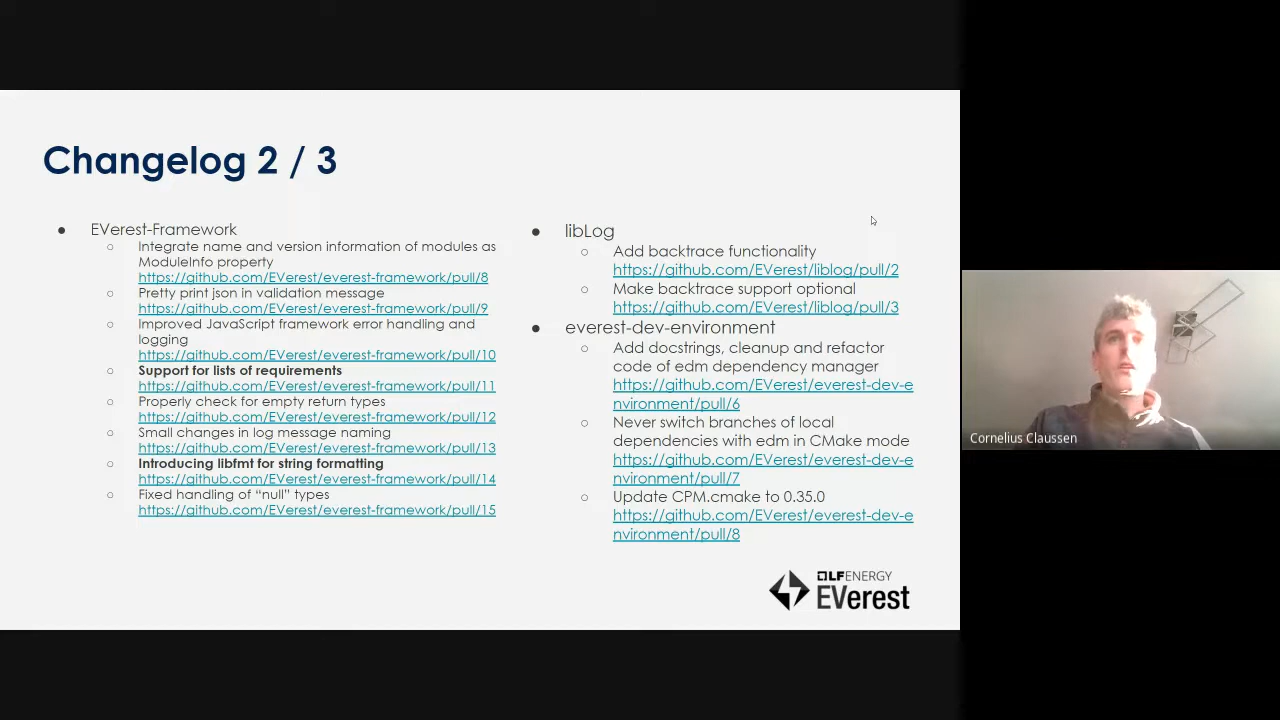 Changelog 2 / 3
● EVerest-Framework
○ Integrate name and version information of modules as
ModuleInfo property
https://github.com/EVerest/everest-framework/pull/8
○ Pretty print json in validation message
https://github.com/EVerest/everest-framework/pull/9
○ Improved JavaScript framework error handling and
logging
https://github.com/EVerest/everest-framework/pull/10
○ Support for lists of requirements
https://github.com/EVerest/everest-framework/pull/11
○ Properly check for empty return types
https://github.com/EVerest/everest-framework/pull/12
○ Small changes in log message naming
https://github.com/EVerest/everest-framework/pull/13
○ Introducing libfmt for string formatting
https://github.com/EVerest/everest-framework/pull/14
○ Fixed handling of “null” types
https://github.com/EVerest/everest-framework/pull/15
● libLog
○ Add backtrace functionality
https://github.com/EVerest/liblog/pull/2
○ Make backtrace support optional
https://github.com/EVerest/liblog/pull/3
● everest-dev-environment
○ Add docstrings, cleanup and refactor
code of edm dependency manager
https://github.com/EVerest/everest-dev-e
nvironment/pull/6
○ Never switch branches of local
dependencies with edm in CMake mode
https://github.com/EVerest/everest-dev-e
nvironment/pull/7
○ Update CPM.cmake to 0.35.0
https://github.com/EVerest/everest-dev-e
nvironment/pull/8
LFENERGY
EVerest
Cornelius Claussen